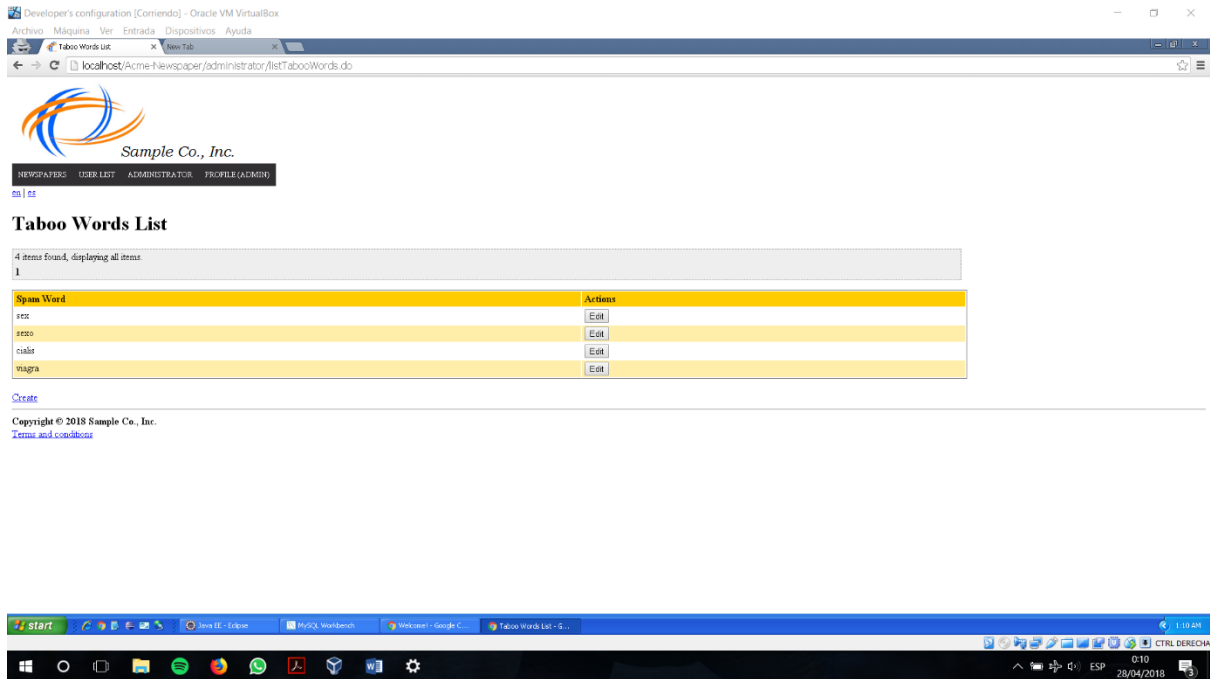 Developer's configuration [Corriendo] - Oracle VM VirtualBox
Archivo Máquina Ver Entrada Dispositivos Ayuda
Taboo Words List
New Tab
localhost/Acme-Newspaper/administrator/listTabooWords.do
Sample Co., Inc.
NEWSPAPERS USER LIST ADMINISTRATOR PROFILE (ADMIN)
en | es
Taboo Words List
4 items found, displaying all items.
1
Spam Word Actions
sex Edit
sexo Edit
cialis Edit
viagra Edit
Create
Copyright © 2018 Sample Co., Inc.
Terms and conditions
start Java EE - Eclipse MySQL Workbench Welcome! - Google C... Taboo Words List - G... 1:10 AM
CTRL DERECHA
ESP 0:10
28/04/2018
3